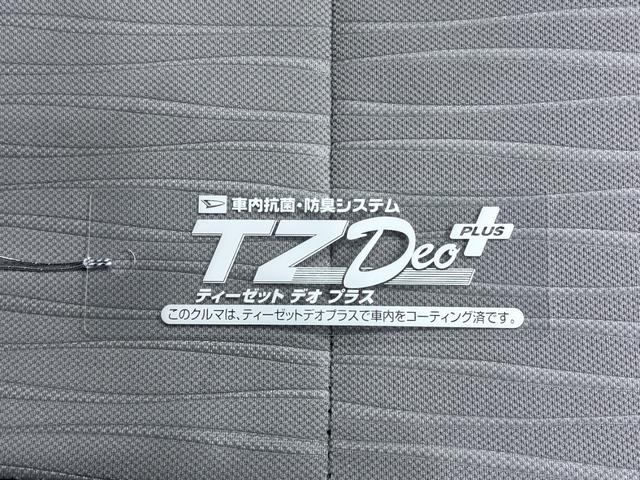 車内抗菌・防臭システム
TZ Deo PLUS
ティーゼット デオ プラス
このクルマは、ティーゼットデオプラスで車内をコーティング済です。